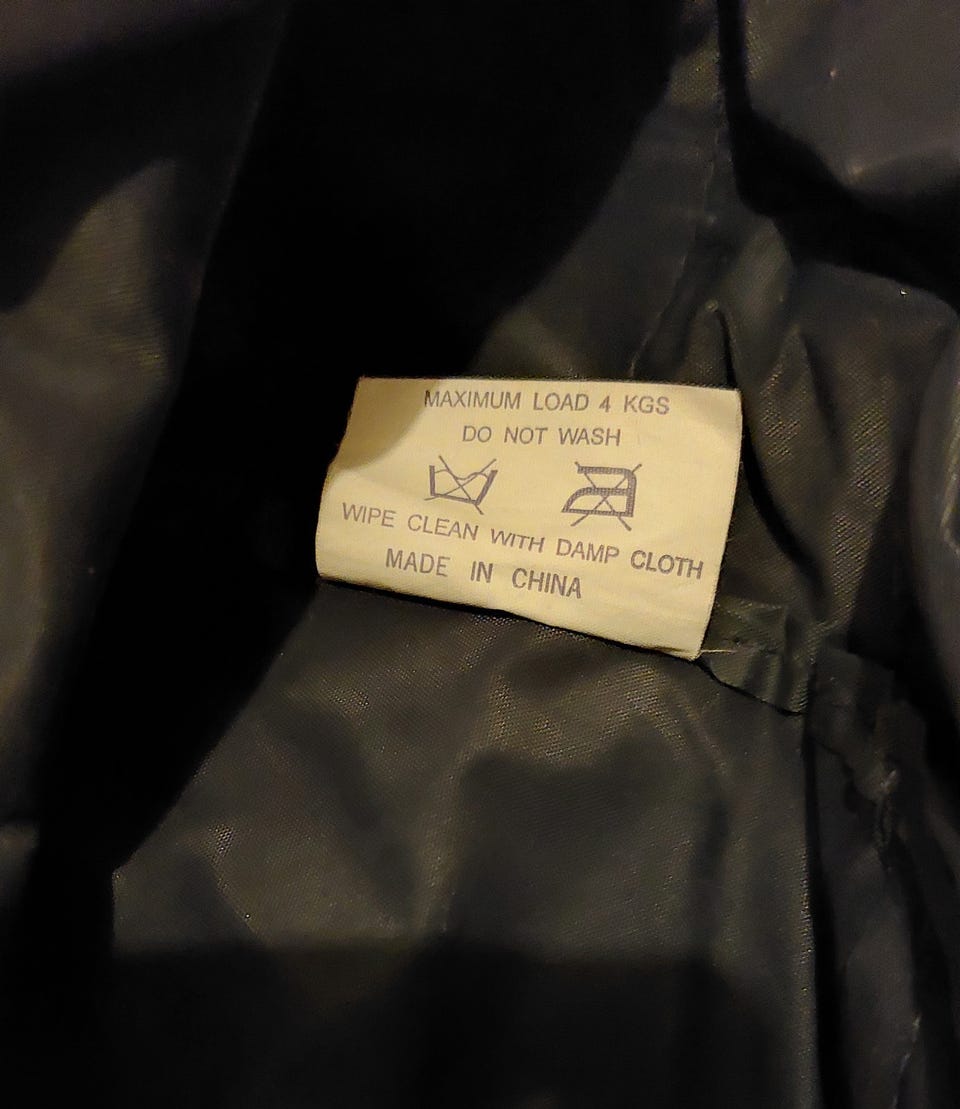 MAXIMUM LOAD 4 KGS
DO NOT WASH
WIPE CLEAN WITH DAMP CLOTH
MADE IN CHINA